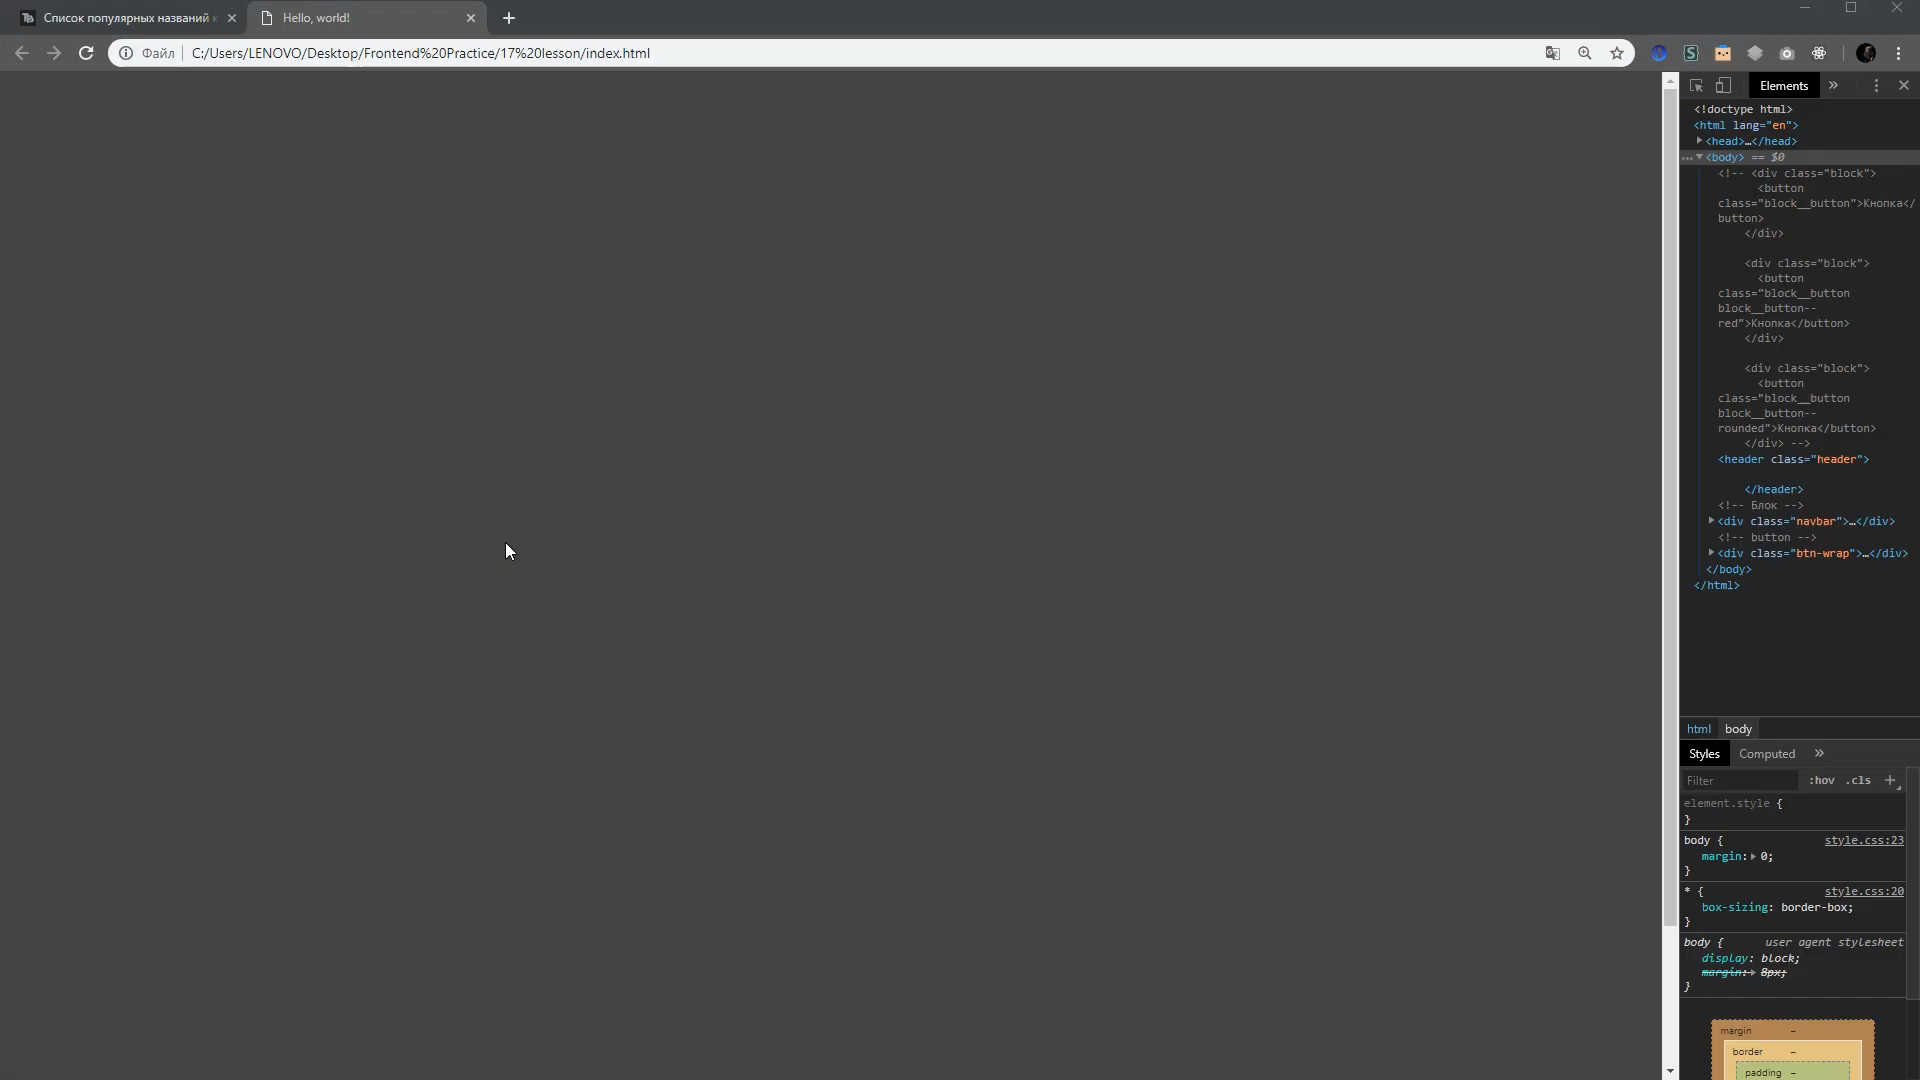 Список популярных названий
Hello, world!
Файл
C:/Users/LENOVO/Desktop/Frontend%20Practice/17%20lesson/index.html
Elements
<!doctype html>
<html lang="en">
<head>…</head>
<body> == $0
<!-- <div class="block">
<button
class="block__button">Кнопка</
button>
</div>
<div class="block">
<button
class="block__button
block__button--
red">Кнопка</button>
</div>
<div class="block">
<button
class="block__button
block__button--
rounded">Кнопка</button>
</div> -->
<header class="header">
</header>
<!-- Блок -->
<div class="navbar">…</div>
<!-- button -->
<div class="btn-wrap">…</div>
</body>
</html>
html body
Styles Computed
Filter :hov .cls
element.style {
}
body { style.css:23
margin: 0;
}
* { style.css:20
box-sizing: border-box;
}
body { user agent stylesheet
display: block;
margin: 8px;
}
margin –
border –
padding –